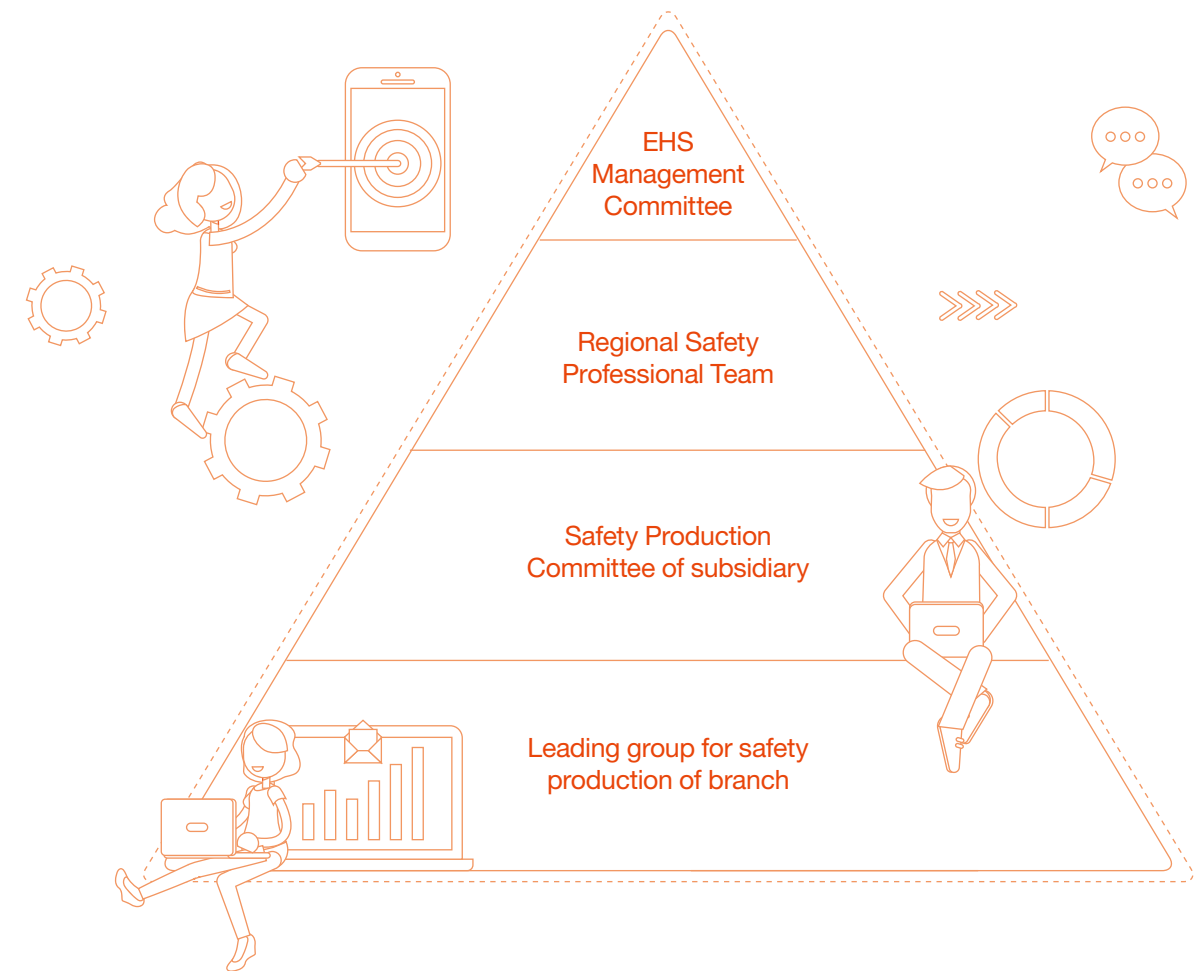 EHS
Management
Committee
Regional Safety
Professional Team
Safety Production
Committee of subsidiary
Leading group for safety
production of branch